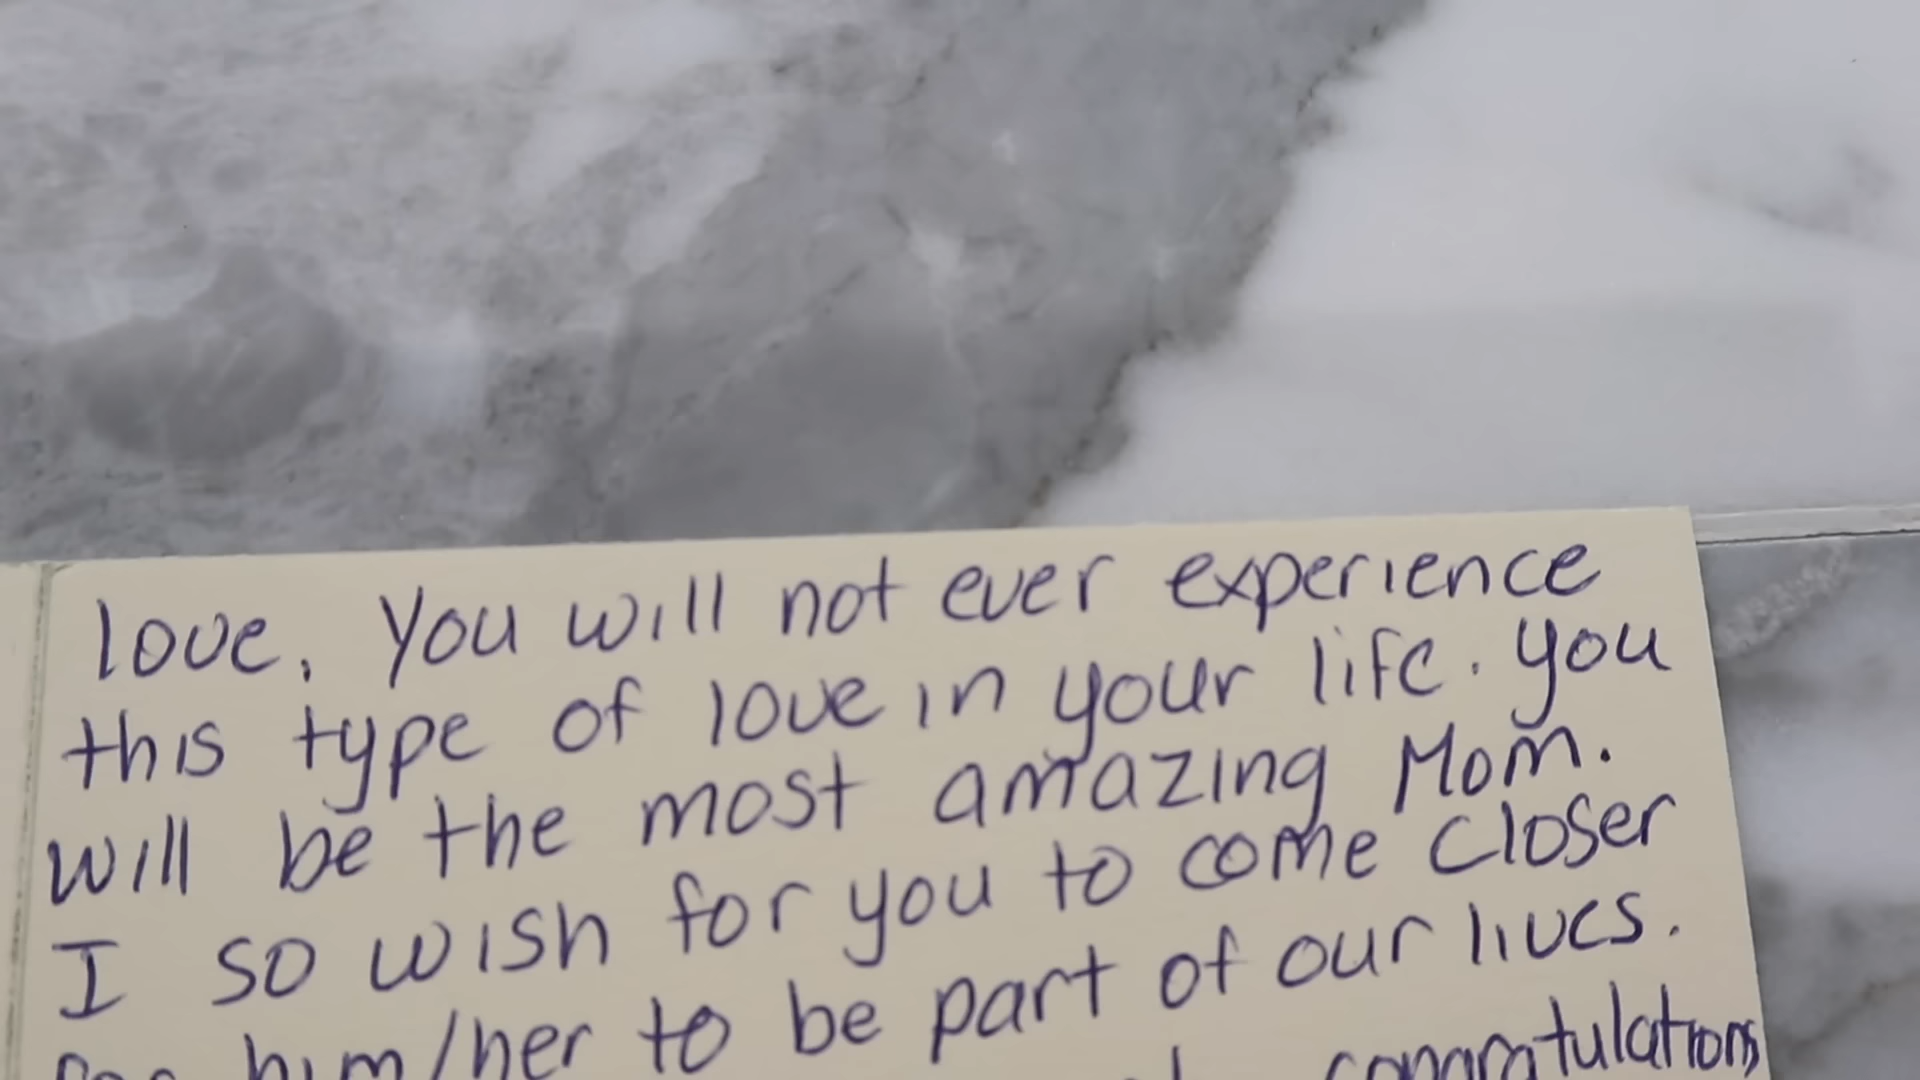 love. You will not ever experience
this type of love in your life. you
will be the most amazing Mom.
I so wish for you to come closer
for him/her to be part of our lives.
congratulations